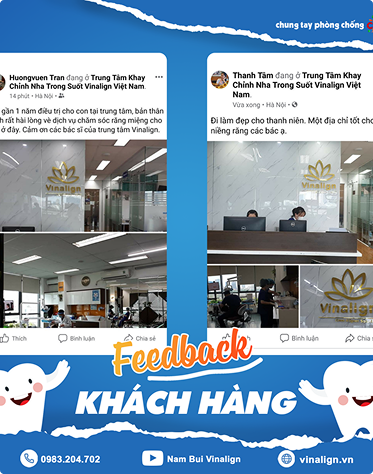 chung tay phòng chống
Huongvuen Tran đang ở Trung Tâm Khay
Chỉnh Nha Trong Suốt Vinalign Việt
Nam.
14 phút · Hà Nội ·
gần 1 năm điều trị cho con tại trung tâm, bản thân
rất hài lòng về dịch vụ chăm sóc răng miệng cho
ở đây. Cảm ơn các bác sĩ của trung tâm Vinalign.
Vinalign
Thích
Bình luận
Chia sẻ
Thanh Tâm đang ở Trung Tâm Khay
Chỉnh Nha Trong Suốt Vinalign Việt
Nam.
Vừa xong · Hà Nội ·
Đi làm đẹp cho thanh niên. Một địa chỉ tốt cho
niềng răng các bác ạ.
Vinalign
Vinalign
Bình luận
Chia sẻ
Feedback
KHÁCH HÀNG
0983.204.702
Nam Bui Vinalign
vinalign.vn